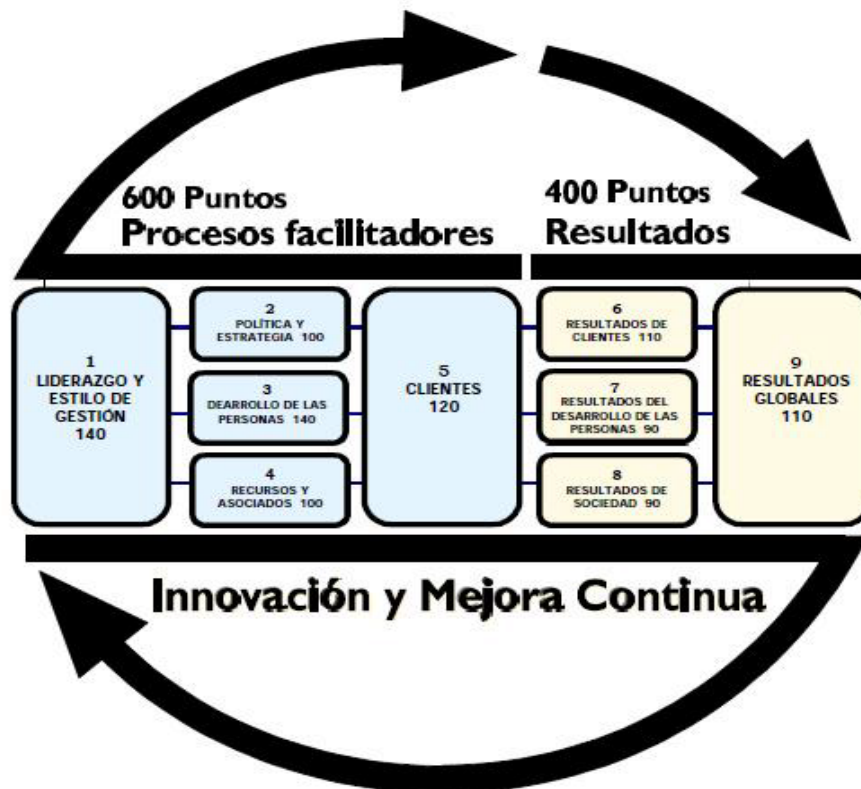 600 Puntos
Procesos facilitadores
400 Puntos
Resultados
1
LIDERAZGO Y
ESTILO DE
GESTIÓN
140
2
POLÍTICA Y
ESTRATEGIA 100
3
DEARROLLO DE LAS
PERSONAS 140
4
RECURSOS Y
ASOCIADOS 100
5
CLIENTES
120
6
RESULTADOS DE
CLIENTES 110
7
RESULTADOS DEL
DESARROLLO DE LAS
PERSONAS 90
8
RESULTADOS DE
SOCIEDAD 90
9
RESULTADOS
GLOBALES
110
Innovación y Mejora Continua